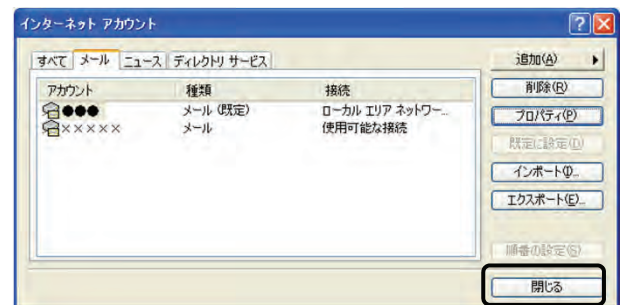 インターネット アカウント
すべて メール ニュース ディレクトリ サービス
追加(A)
アカウント 種類 接続
削除(R)
●●● メール (既定) ローカル エリア ネットワー...
プロパティ(P)
××××× メール 使用可能な接続
既定に設定(D)
インポート(I)...
エクスポート(E)...
順番の設定(S)
閉じる